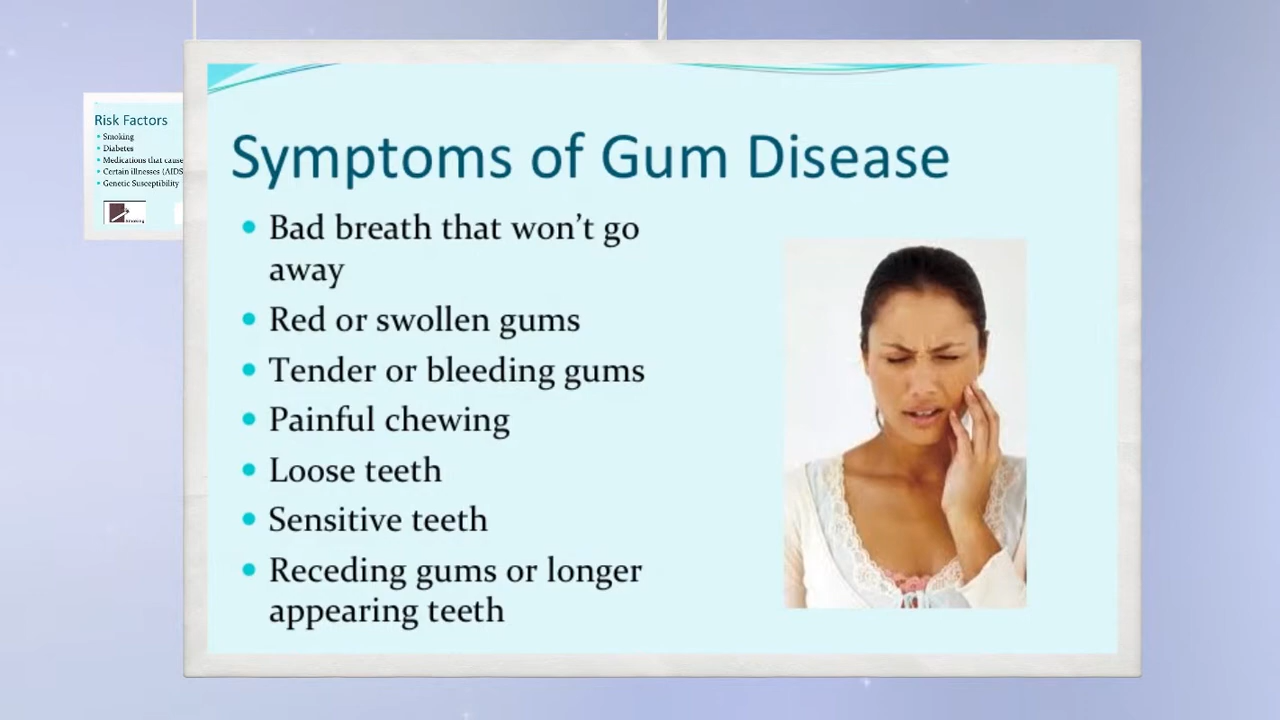 Symptoms of Gum Disease
• Bad breath that won't go
away
• Red or swollen gums
• Tender or bleeding gums
• Painful chewing
• Loose teeth
• Sensitive teeth
• Receding gums or longer
appearing teeth
Risk Factors
• Smoking
• Diabetes
• Medications that cause
• Certain illnesses (AIDS
• Genetic Susceptibility